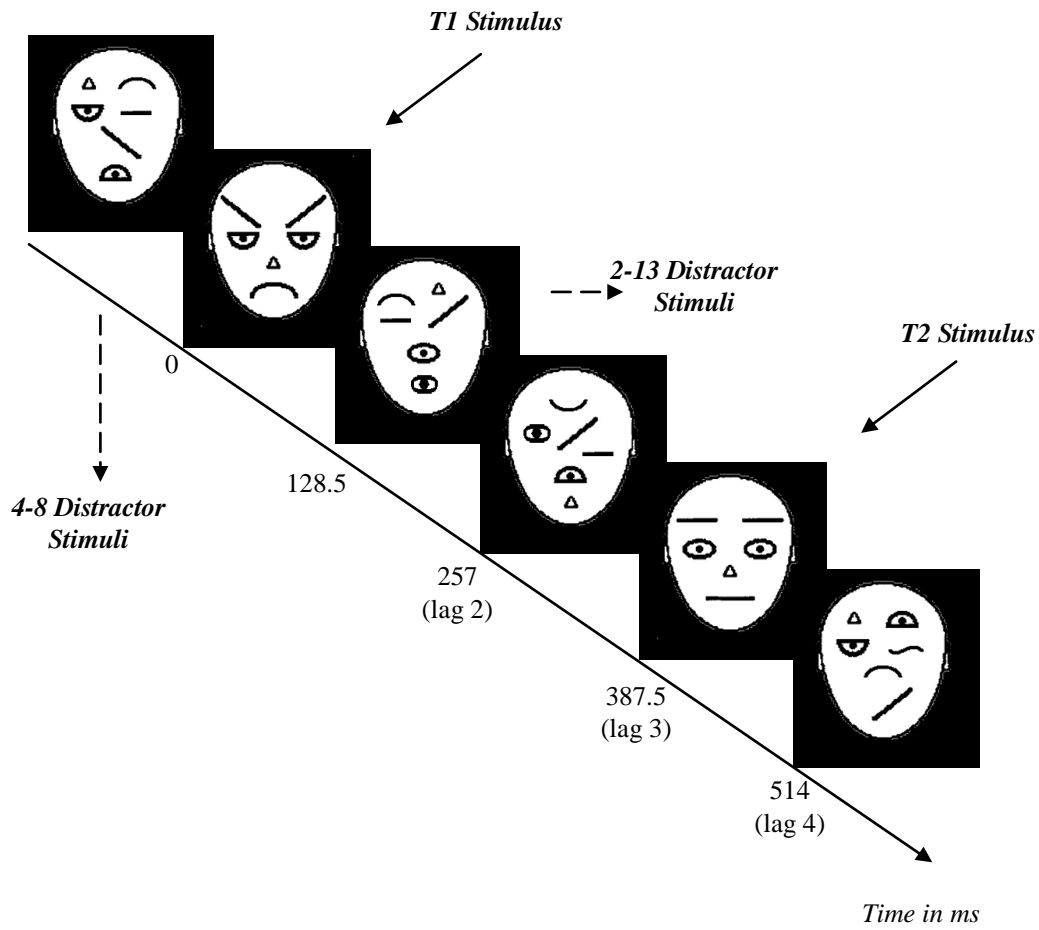 T1 Stimulus
2-13 Distractor
Stimuli
T2 Stimulus
0
128.5
4-8 Distractor
Stimuli
257
(lag 2)
387.5
(lag 3)
514
(lag 4)
Time in ms